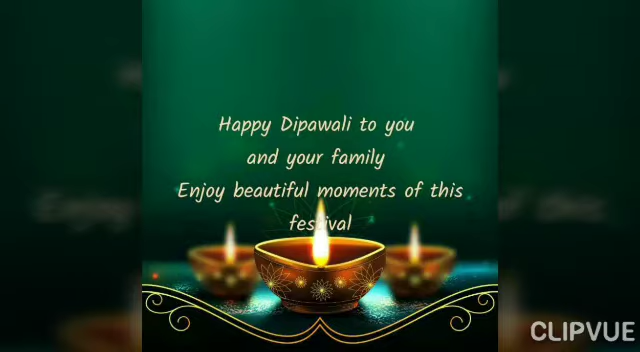 Happy Dipawali to you
and your family
Enjoy beautiful moments of this
festival
CLIPVUE